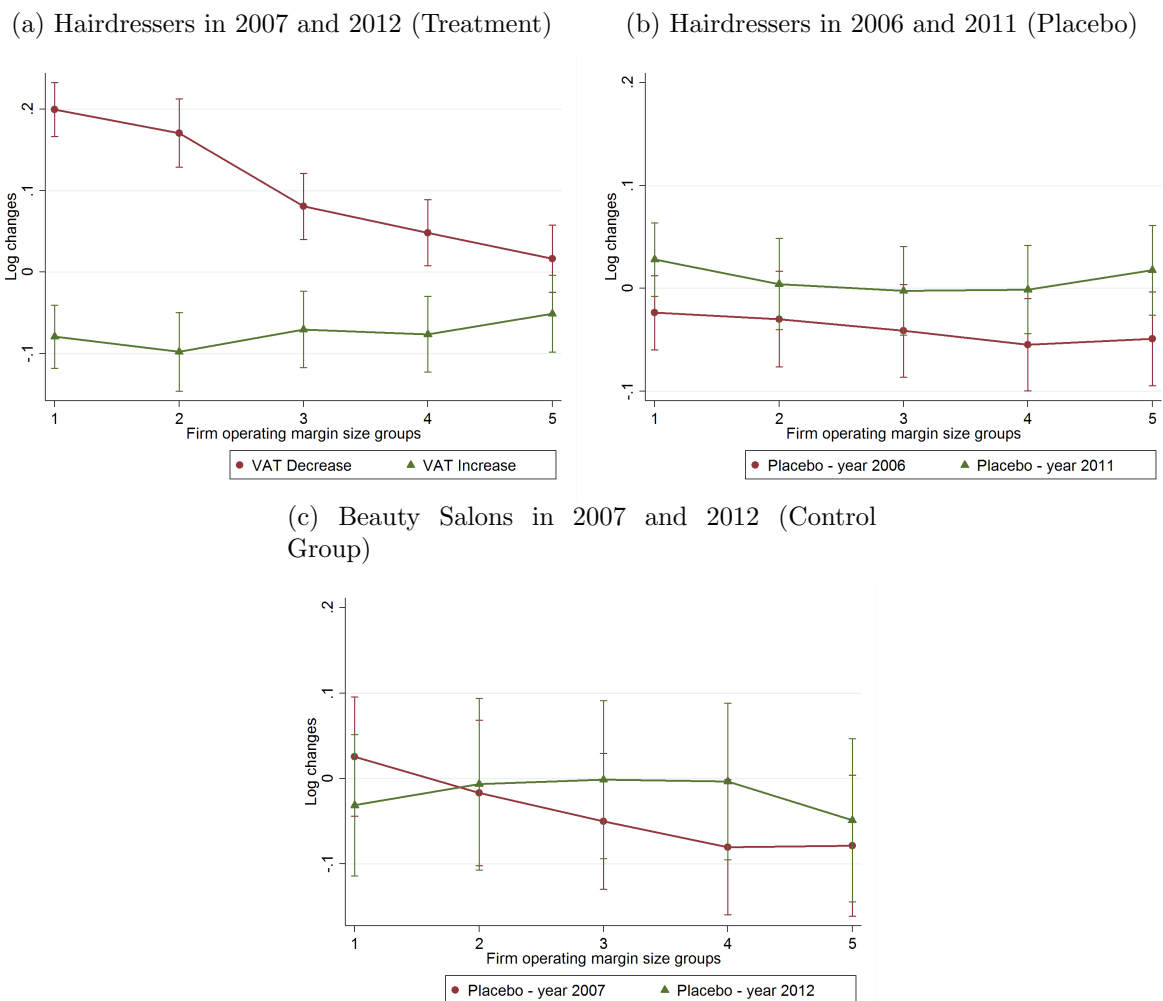 (a) Hairdressers in 2007 and 2012 (Treatment)
Log changes
.2
.1
0
-.1
1 2 3 4 5
Firm operating margin size groups
VAT Decrease VAT Increase
(b) Hairdressers in 2006 and 2011 (Placebo)
Log changes
.2
.1
0
-.1
1 2 3 4 5
Firm operating margin size groups
Placebo - year 2006 Placebo - year 2011
(c) Beauty Salons in 2007 and 2012 (Control
Group)
Log changes
.2
.1
0
-.1
1 2 3 4 5
Firm operating margin size groups
Placebo - year 2007 Placebo - year 2012